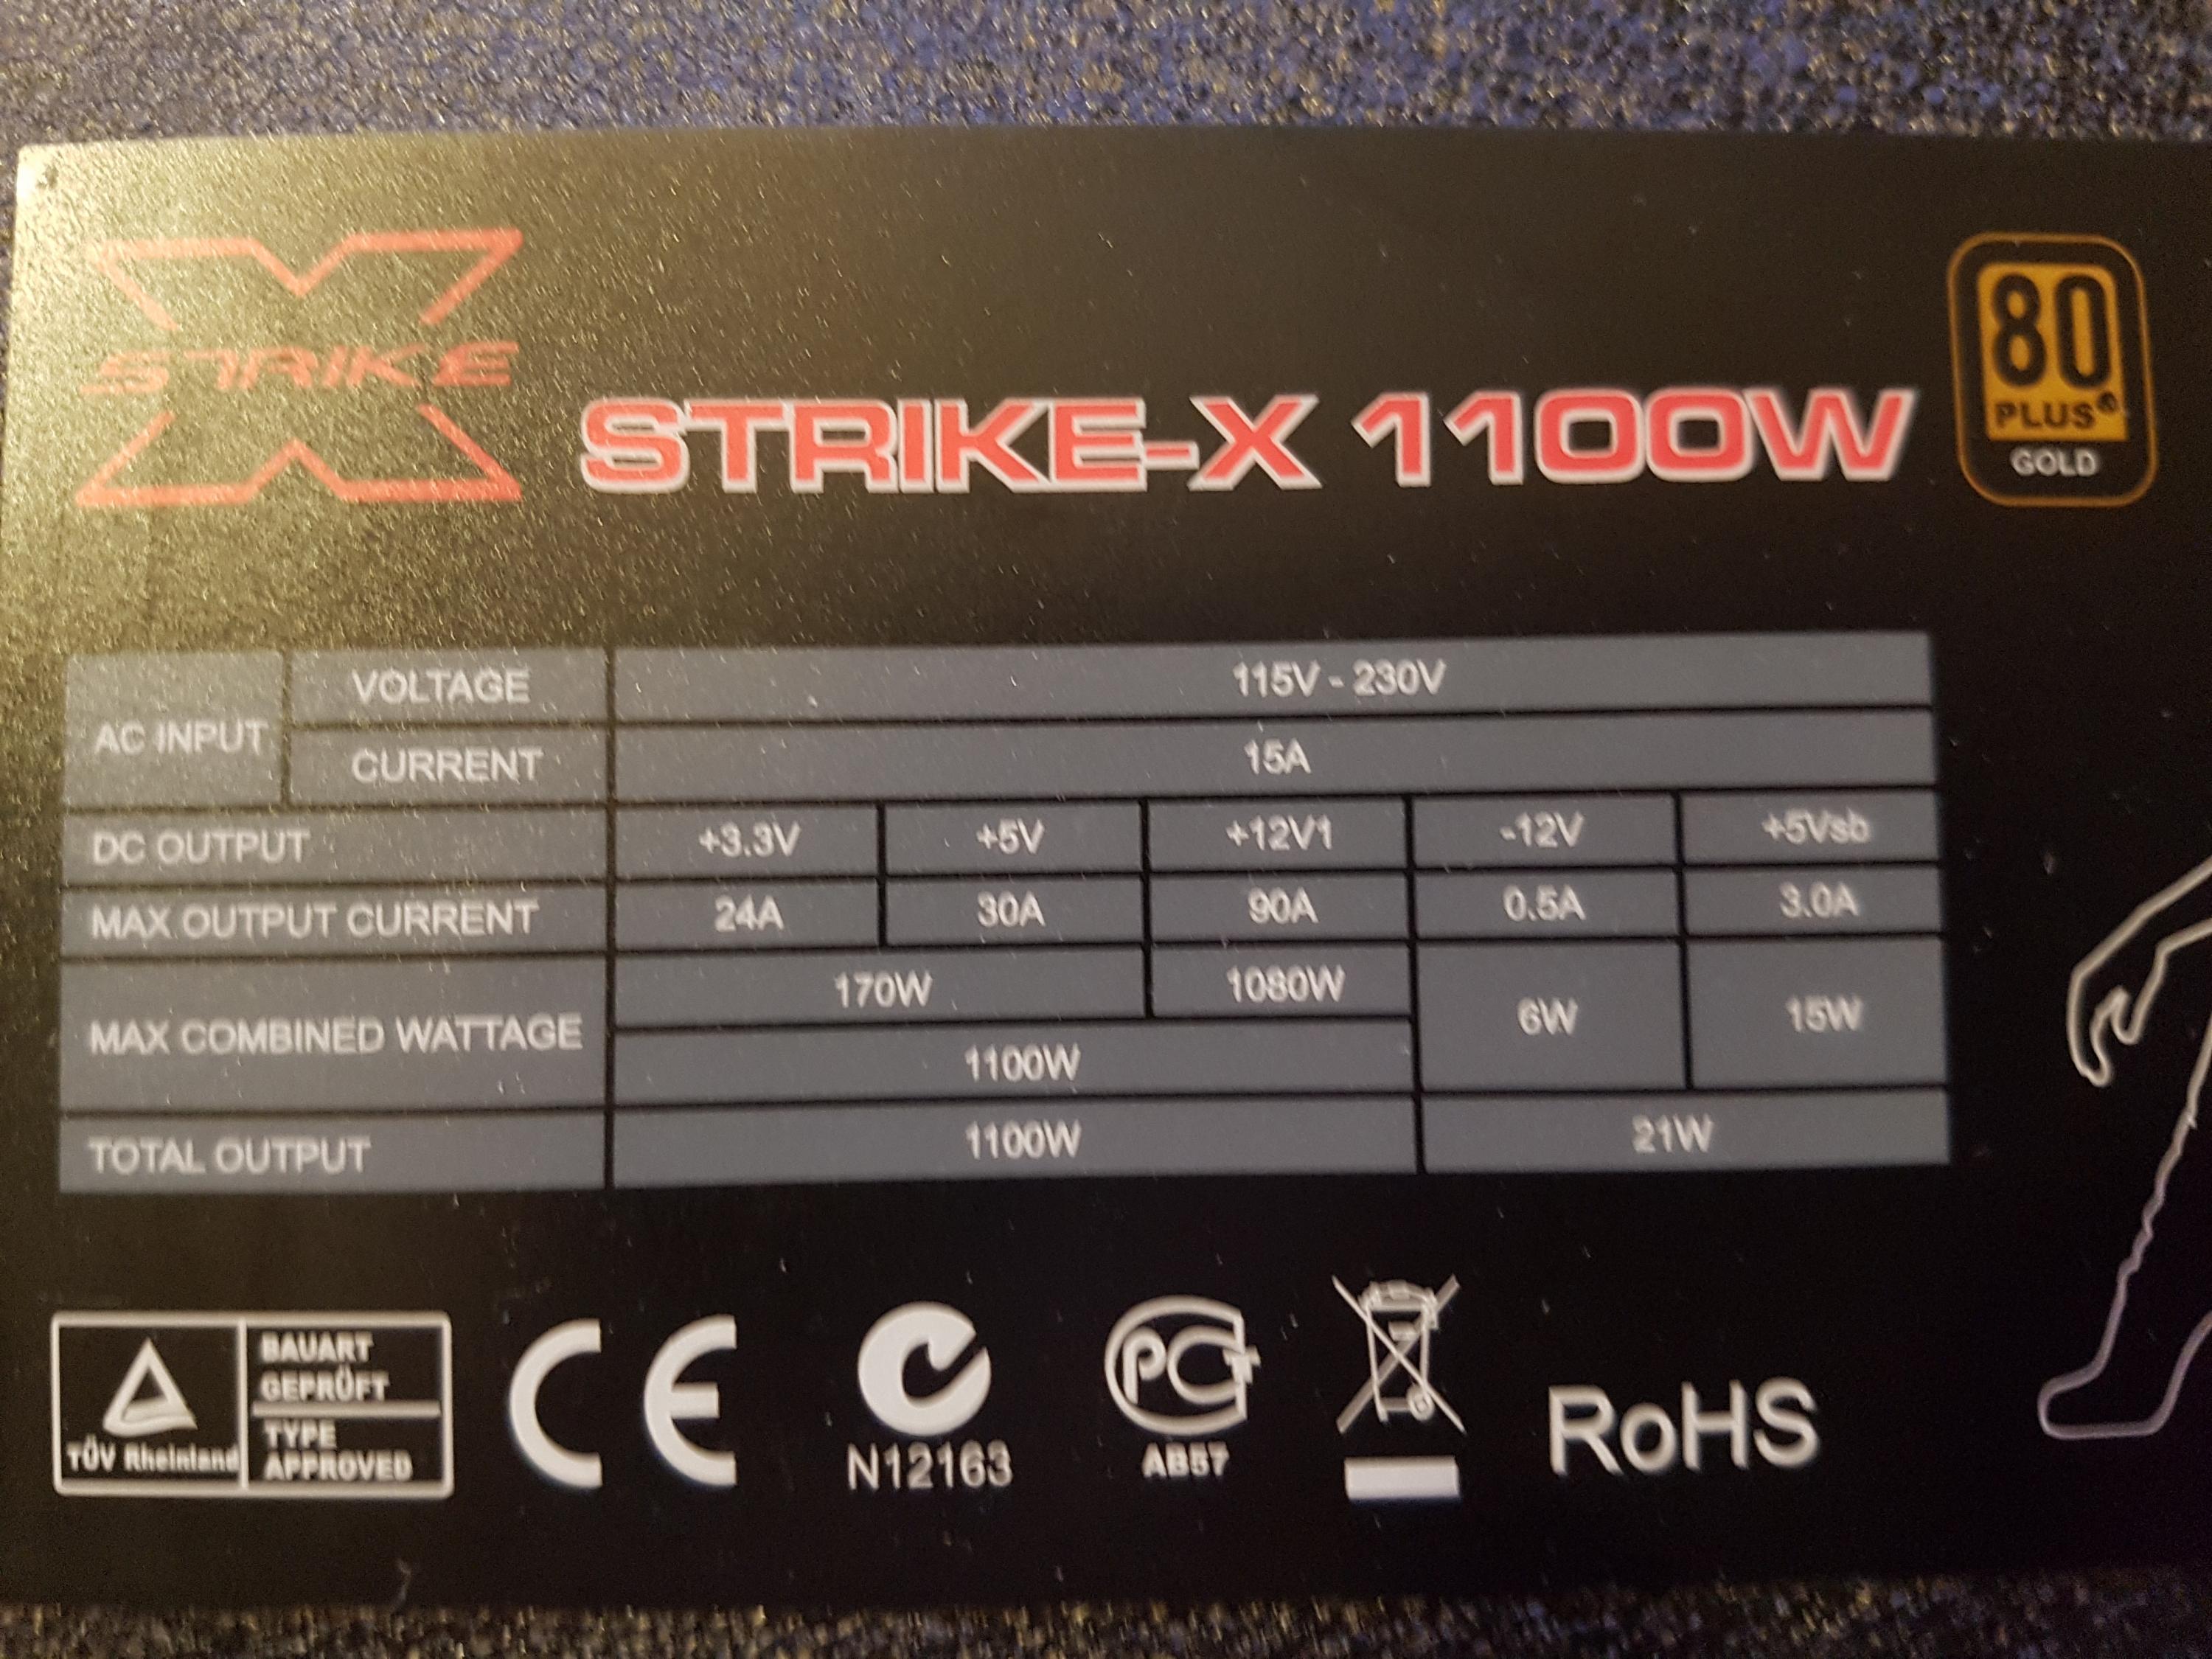 STRIKE
STRIKE-X 1100W
80
PLUS®
GOLD
AC INPUT
VOLTAGE
115V - 230V
CURRENT
15A
DC OUTPUT
+3.3V
+5V
+12V1
-12V
+5Vsb
MAX OUTPUT CURRENT
24A
30A
90A
0.5A
3.0A
MAX COMBINED WATTAGE
170W
1080W
6W
15W
1100W
TOTAL OUTPUT
1100W
21W
TÜV Rheinland
BAUART
GEPRÜFT
TYPE
APPROVED
CE
N12163
PCT
AB57
RoHS